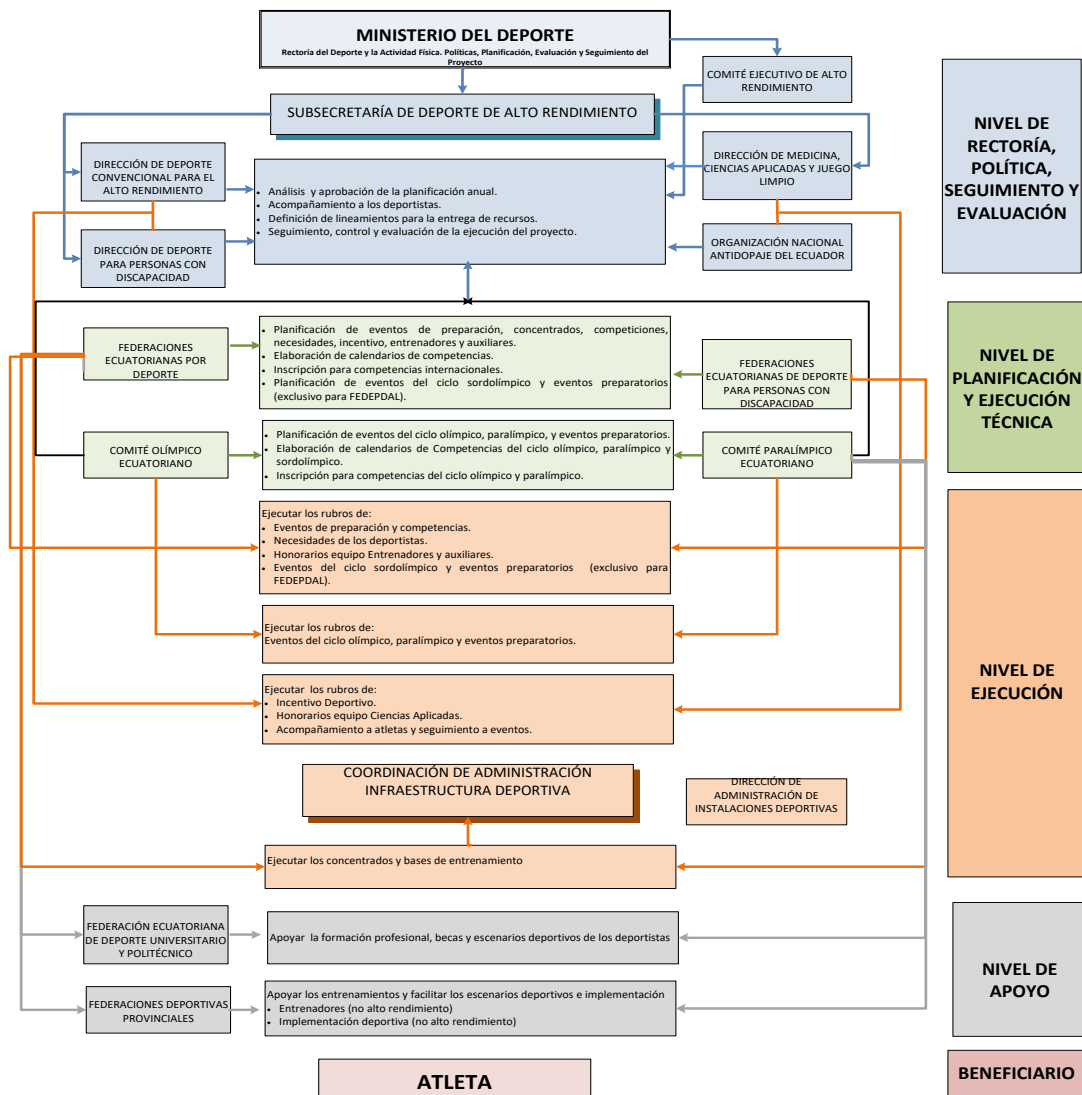 MINISTERIO DEL DEPORTE
Rectoría del Deporte y la Actividad Física. Políticas, Planificación, Evaluación y Seguimiento del
Proyecto
COMITÉ EJECUTIVO DE ALTO
RENDIMIENTO
SUBSECRETARÍA DE DEPORTE DE ALTO RENDIMIENTO
DIRECCIÓN DE DEPORTE
CONVENCIONAL PARA EL
ALTO RENDIMIENTO
DIRECCIÓN DE DEPORTE
PARA PERSONAS CON
DISCAPACIDAD
• Análisis y aprobación de la planificación anual.
• Acompañamiento a los deportistas.
• Definición de lineamientos para la entrega de recursos.
• Seguimiento, control y evaluación de la ejecución del proyecto.
DIRECCIÓN DE MEDICINA,
CIENCIAS APLICADAS Y JUEGO
LIMPIO
ORGANIZACIÓN NACIONAL
ANTIDOPAJE DEL ECUADOR
NIVEL DE
RECTORÍA,
POLÍTICA,
SEGUIMIENTO Y
EVALUACIÓN
FEDERACIONES
ECUATORIANAS POR
DEPORTE
• Planificación de eventos de preparación, concentrados, competiciones,
necesidades, incentivo, entrenadores y auxiliares.
• Elaboración de calendarios de competencias.
• Inscripción para competencias internacionales.
• Planificación de eventos del ciclo sordolímpico y eventos preparatorios
(exclusivo para FEDEPDAL).
FEDERACIONES
ECUATORIANAS DE DEPORTE
PARA PERSONAS CON
DISCAPACIDAD
COMITÉ OLÍMPICO
ECUATORIANO
• Planificación de eventos del ciclo olímpico, paralímpico, y eventos preparatorios.
• Elaboración de calendarios de Competencias del ciclo olímpico, paralímpico y
sordolímpico.
• Inscripción para competencias del ciclo olímpico y paralímpico.
COMITÉ PARALÍMPICO
ECUATORIANO
NIVEL DE
PLANIFICACIÓN
Y EJECUCIÓN
TÉCNICA
Ejecutar los rubros de:
• Eventos de preparación y competencias.
• Necesidades de los deportistas.
• Honorarios equipo Entrenadores y auxiliares.
• Eventos del ciclo sordolímpico y eventos preparatorios (exclusivo para
FEDEPDAL).
Ejecutar los rubros de:
Eventos del ciclo olímpico, paralímpico y eventos preparatorios.
Ejecutar los rubros de:
• Incentivo Deportivo.
• Honorarios equipo Ciencias Aplicadas.
• Acompañamiento a atletas y seguimiento a eventos.
COORDINACIÓN DE ADMINISTRACIÓN
INFRAESTRUCTURA DEPORTIVA
DIRECCIÓN DE
ADMINISTRACIÓN DE
INSTALACIONES DEPORTIVAS
Ejecutar los concentrados y bases de entrenamiento
NIVEL DE
EJECUCIÓN
FEDERACIÓN ECUATORIANA
DE DEPORTE UNIVERSITARIO
Y POLITÉCNICO
Apoyar la formación profesional, becas y escenarios deportivos de los deportistas
FEDERACIONES DEPORTIVAS
PROVINCIALES
Apoyar los entrenamientos y facilitar los escenarios deportivos e implementación
• Entrenadores (no alto rendimiento)
• Implementación deportiva (no alto rendimiento)
NIVEL DE
APOYO
ATLETA
BENEFICIARIO